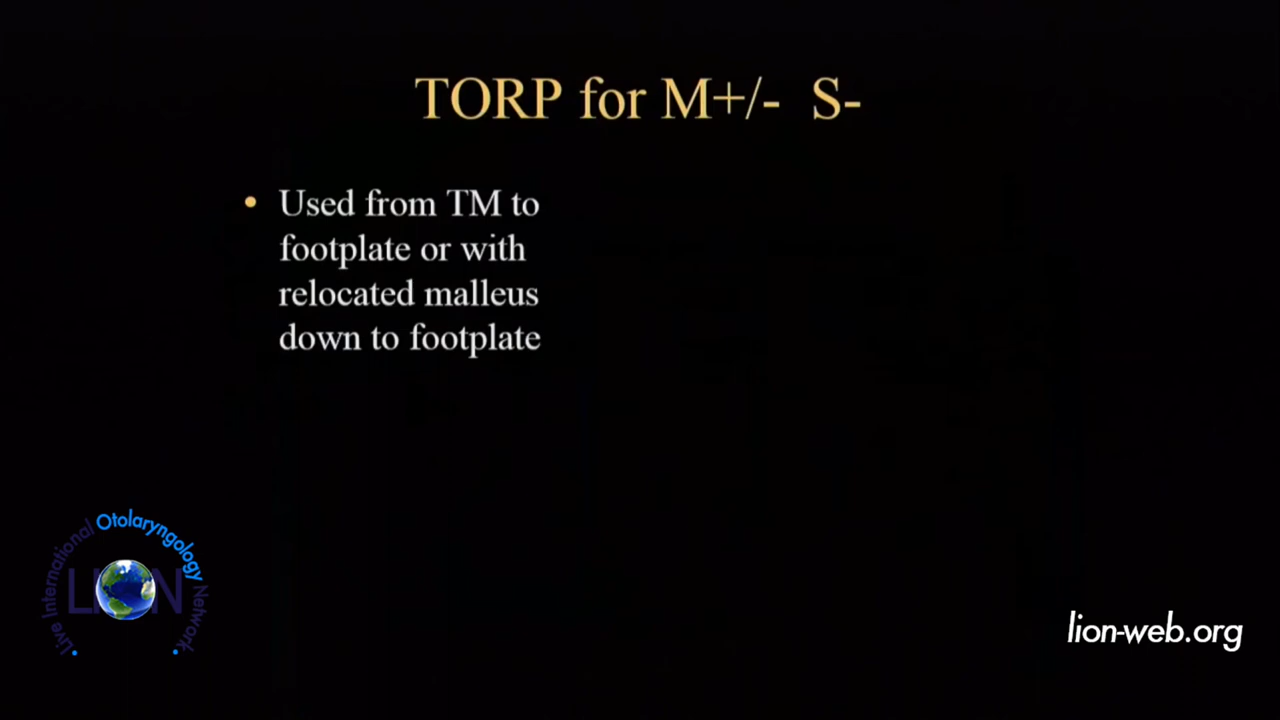 TORP for M+/-  S-
• Used from TM to
footplate or with
relocated malleus
down to footplate
Live International Otolaryngology Network
LION
lion-web.org